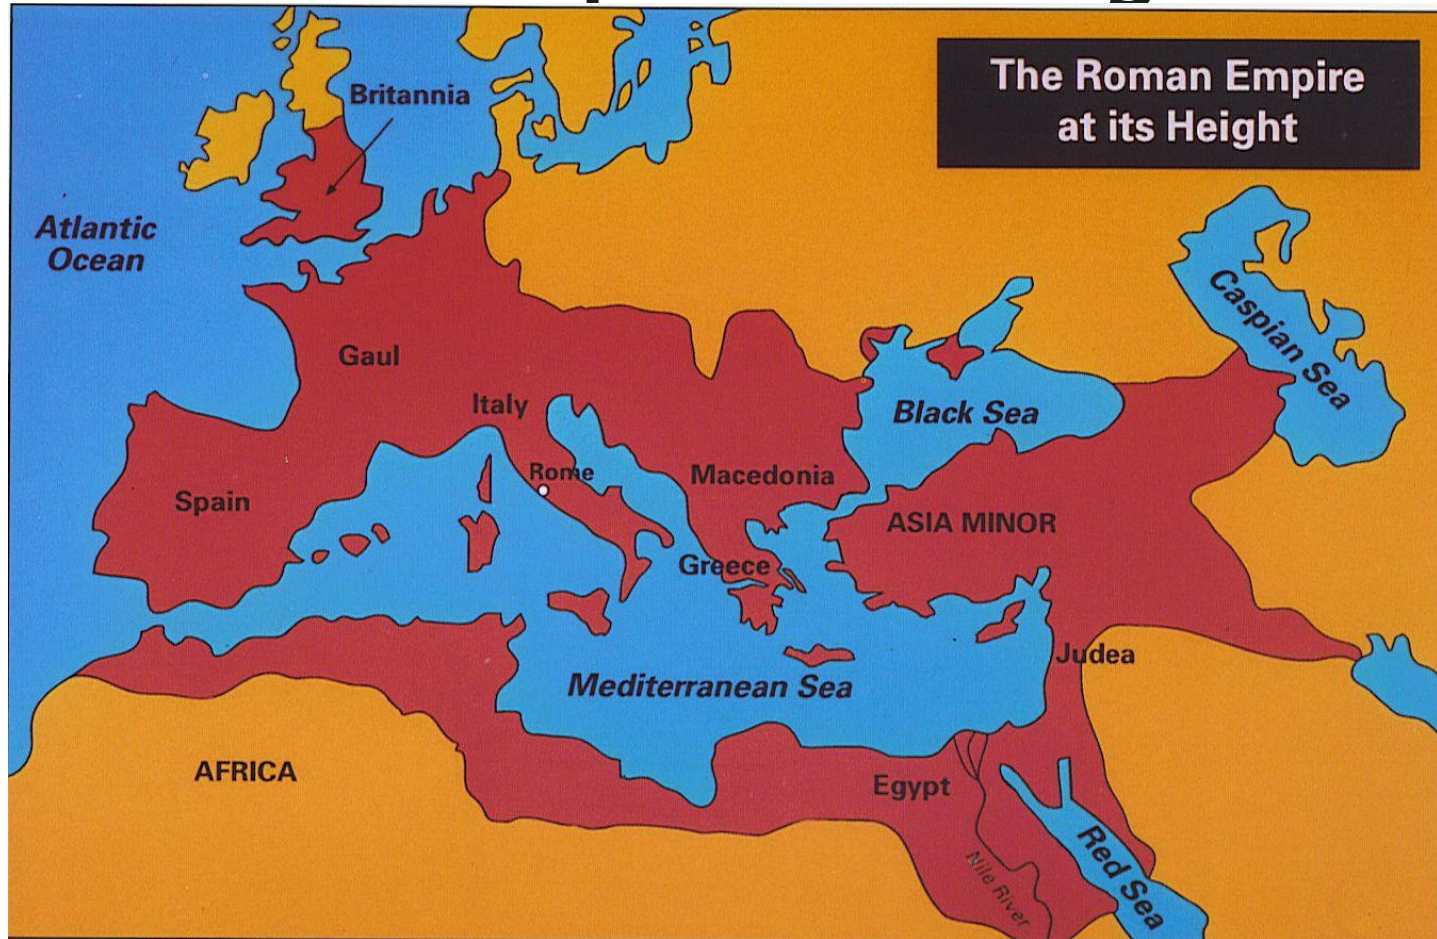 The Roman Empire
at its Height
Britannia
Atlantic
Ocean
Caspian Sea
Gaul
Italy
Black Sea
Rome
Macedonia
Spain
ASIA MINOR
Greece
Judea
Mediterranean Sea
AFRICA
Egypt
Red Sea
Nile River